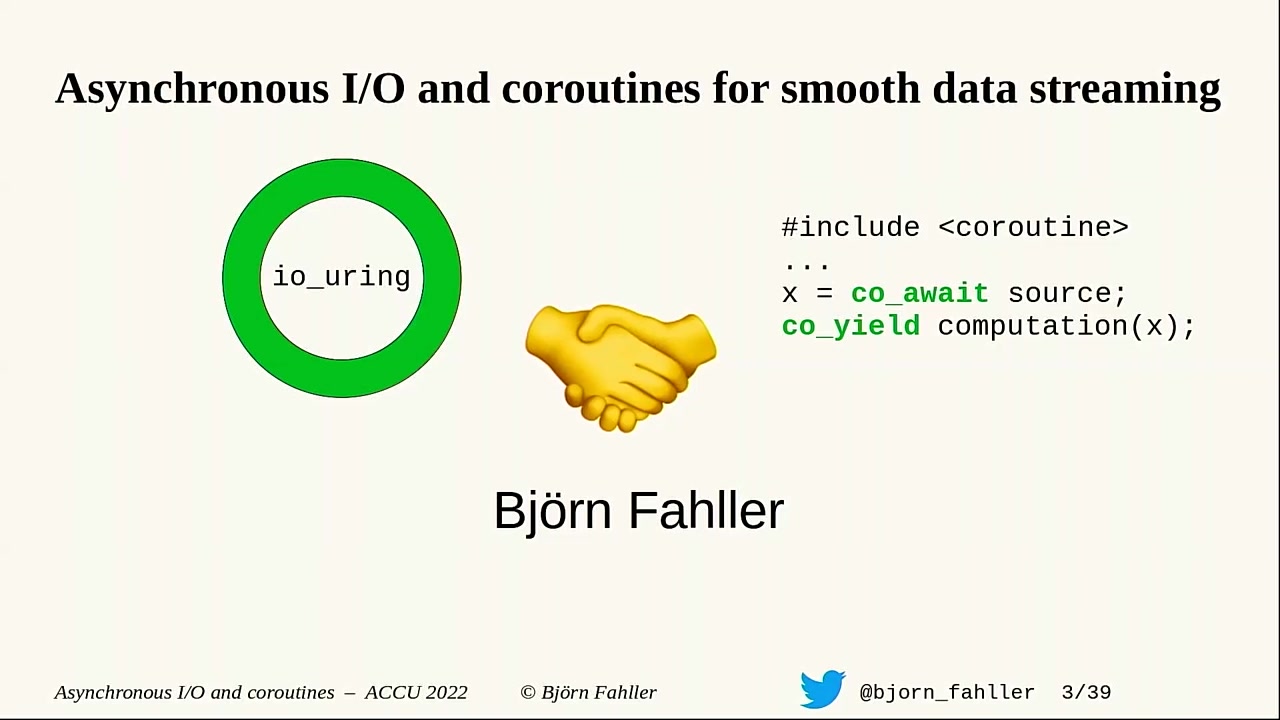 Asynchronous I/O and coroutines for smooth data streaming
io_uring
#include <coroutine>
...
x = co_await source;
co_yield computation(x);
Björn Fahller
Asynchronous I/O and coroutines – ACCU 2022 © Björn Fahller @bjorn_fahller 3/39